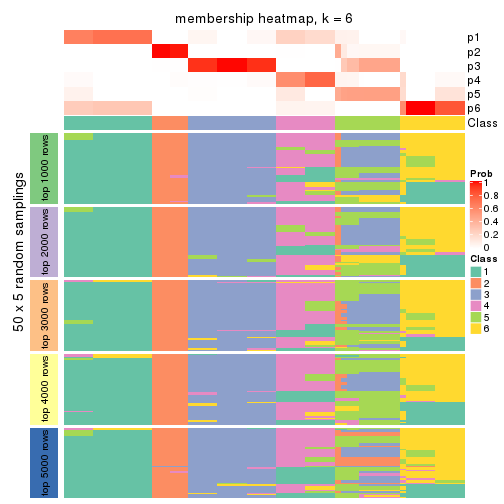 membership heatmap, k = 6
p1
p2
p3
p4
p5
p6
Class
50 x 5 random samplings
top 1000 rows
top 2000 rows
top 3000 rows
top 4000 rows
top 5000 rows
Prob
1
0.8
0.6
0.4
0.2
0
Class
1
2
3
4
5
6